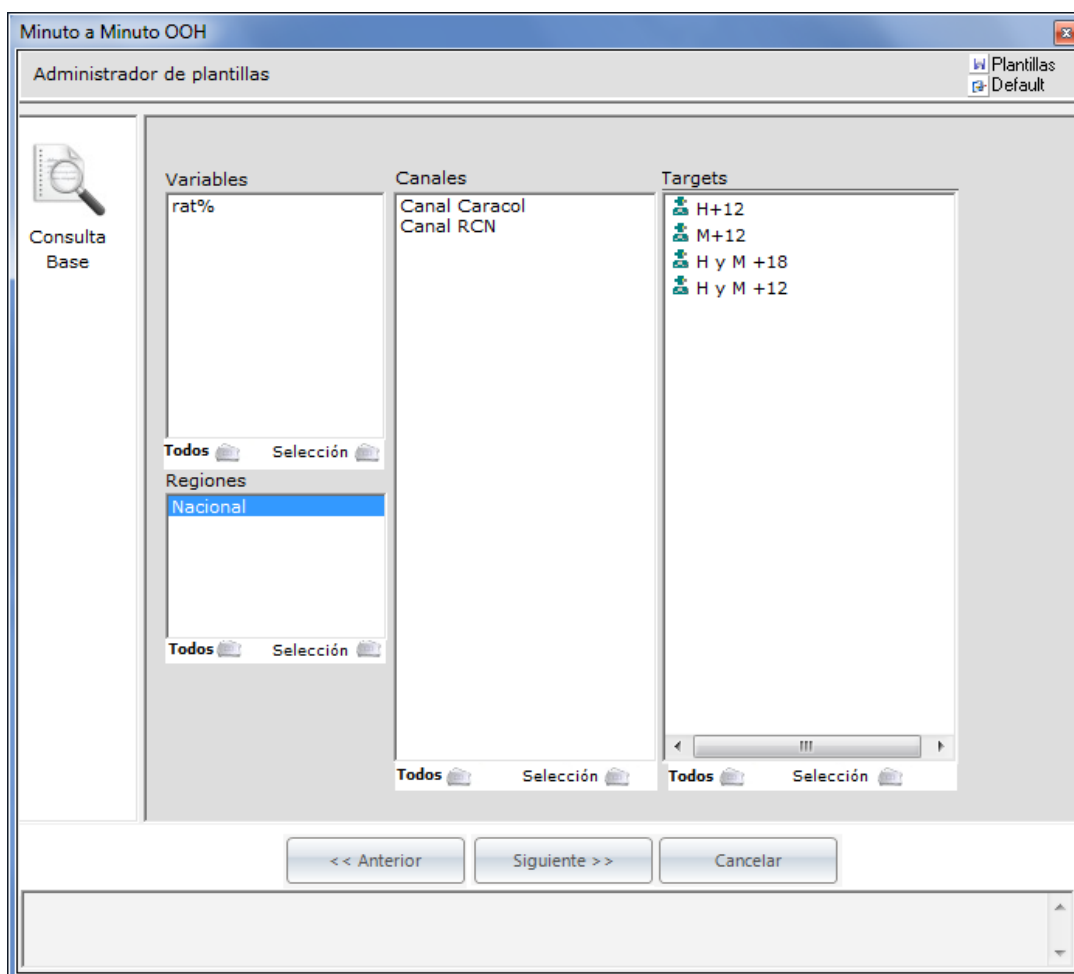 Minuto a Minuto OOH
Administrador de plantillas
Plantillas
Default
Consulta
Base
Variables
rat%
Todos Selección
Regiones
Nacional
Todos Selección
Canales
Canal Caracol
Canal RCN
Todos Selección
Targets
H+12
M+12
H y M +18
H y M +12
Todos Selección
<< Anterior
Siguiente >>
Cancelar